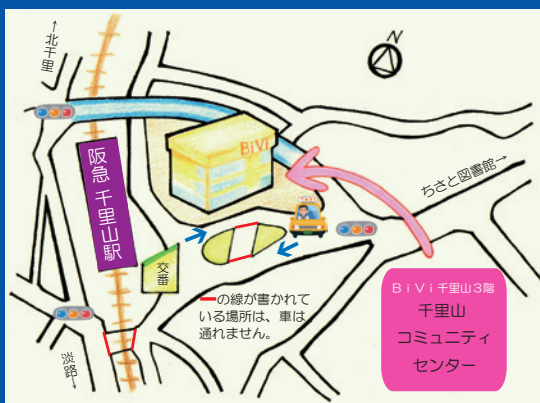 ←北千里
N
BiVi
阪急 千里山駅
ちさと図書館→
TAXI
交番
ーの線が書かれて
いる場所は、車は
通れません。
BiVi千里山3階
千里山
コミュニティ
センター
淡路→